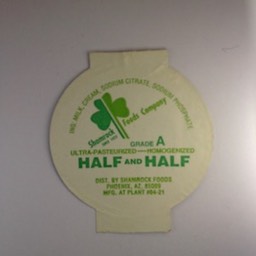 ING: MILK, CREAM, SODIUM CITRATE, SODIUM PHOSPHATE
Shamrock Foods Company
GRADE A
ULTRA-PASTEURIZED—HOMOGENIZED
HALF AND HALF
DIST. BY SHAMROCK FOODS
PHOENIX, AZ. 85009
MFG. AT PLANT #04-21